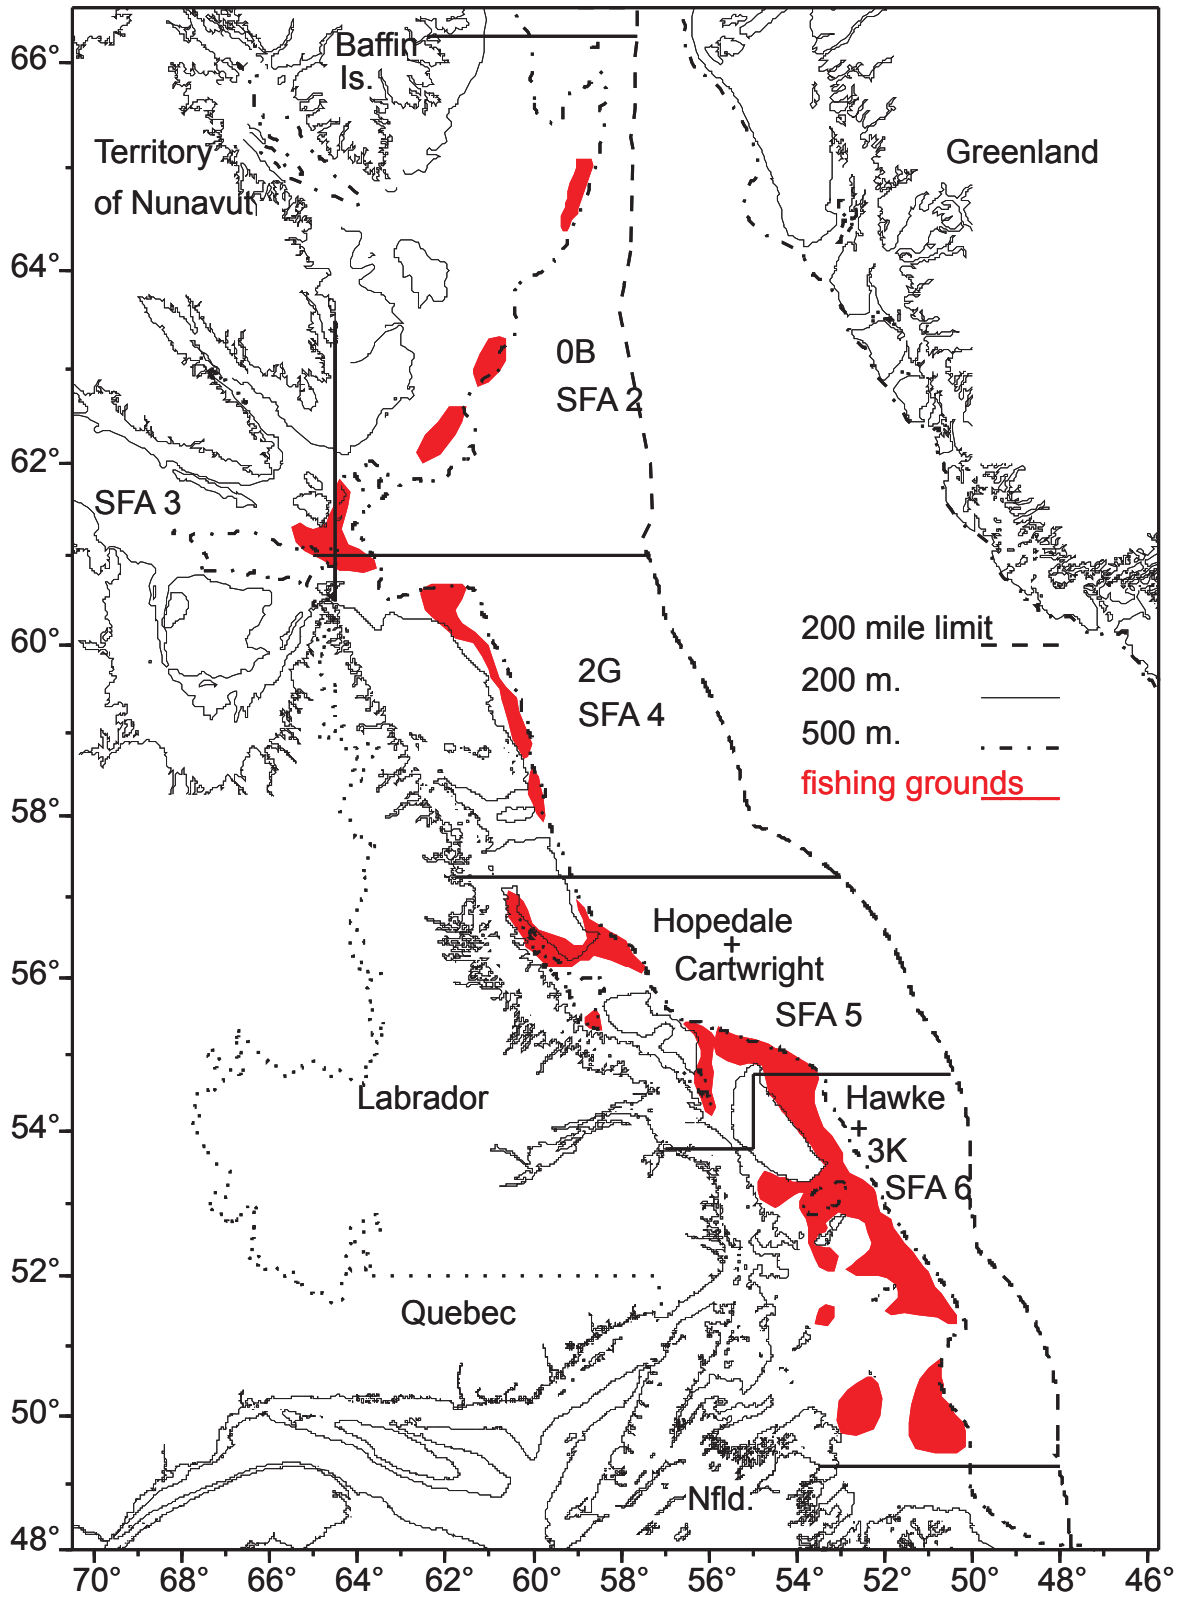 66°
Baffin
Is.
Territory
of Nunavut
Greenland
64°
0B
SFA 2
62°
SFA 3
60°
200 mile limit
2G
SFA 4
200 m.
500 m.
fishing grounds
58°
Hopedale
+
Cartwright
56°
SFA 5
Labrador
Hawke
+
3K
54°
SFA 6
52°
Quebec
50°
Nfld.
48°
70° 68° 66° 64° 62° 60° 58° 56° 54° 52° 50° 48° 46°